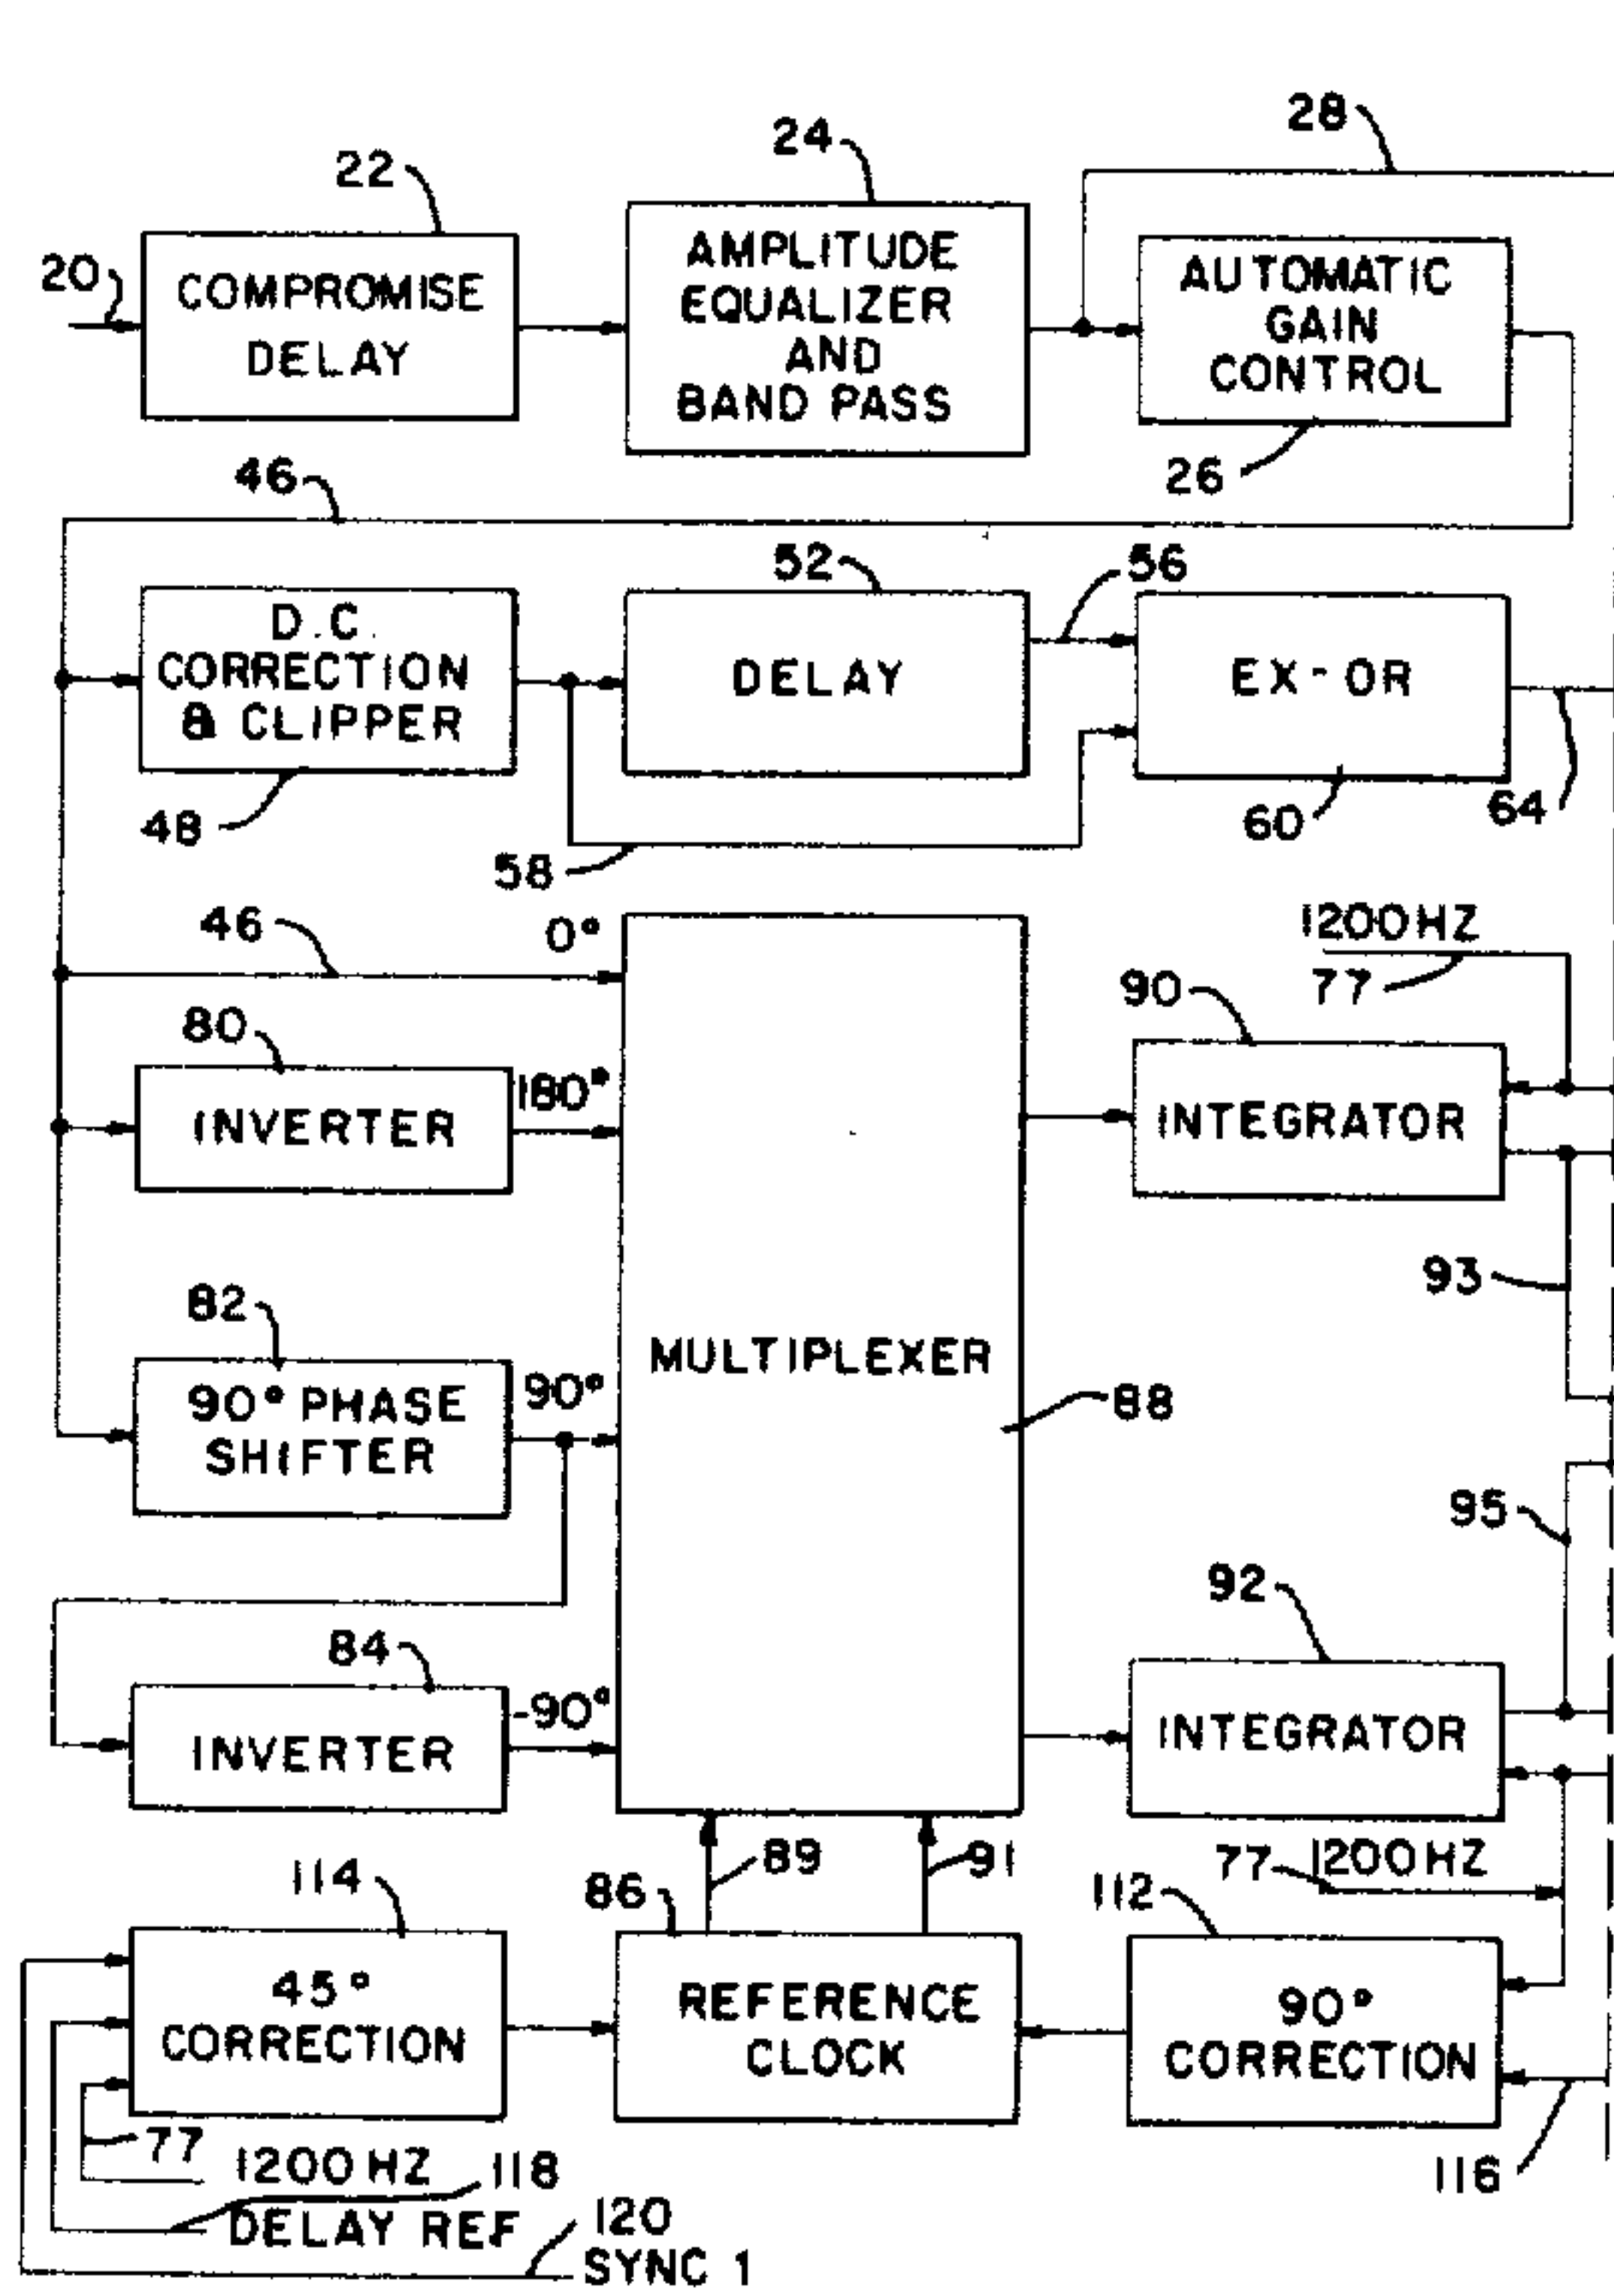 28
24
22
20
COMPROMISE
DELAY
AMPLITUDE
EQUALIZER
AND
BAND PASS
AUTOMATIC
GAIN
CONTROL
26
46
52
56
D.C.
CORRECTION
& CLIPPER
DELAY
EX-OR
48
58
60
64
46
0°
1200 HZ
77
90
80
180°
INVERTER
INTEGRATOR
93
82
90°
90° PHASE
SHIFTER
MULTIPLEXER
88
95
92
84
-90°
INVERTER
INTEGRATOR
89
91
77
1200 HZ
114
86
112
45°
CORRECTION
REFERENCE
CLOCK
90°
CORRECTION
77
1200 HZ
118
116
DELAY REF
120
SYNC 1